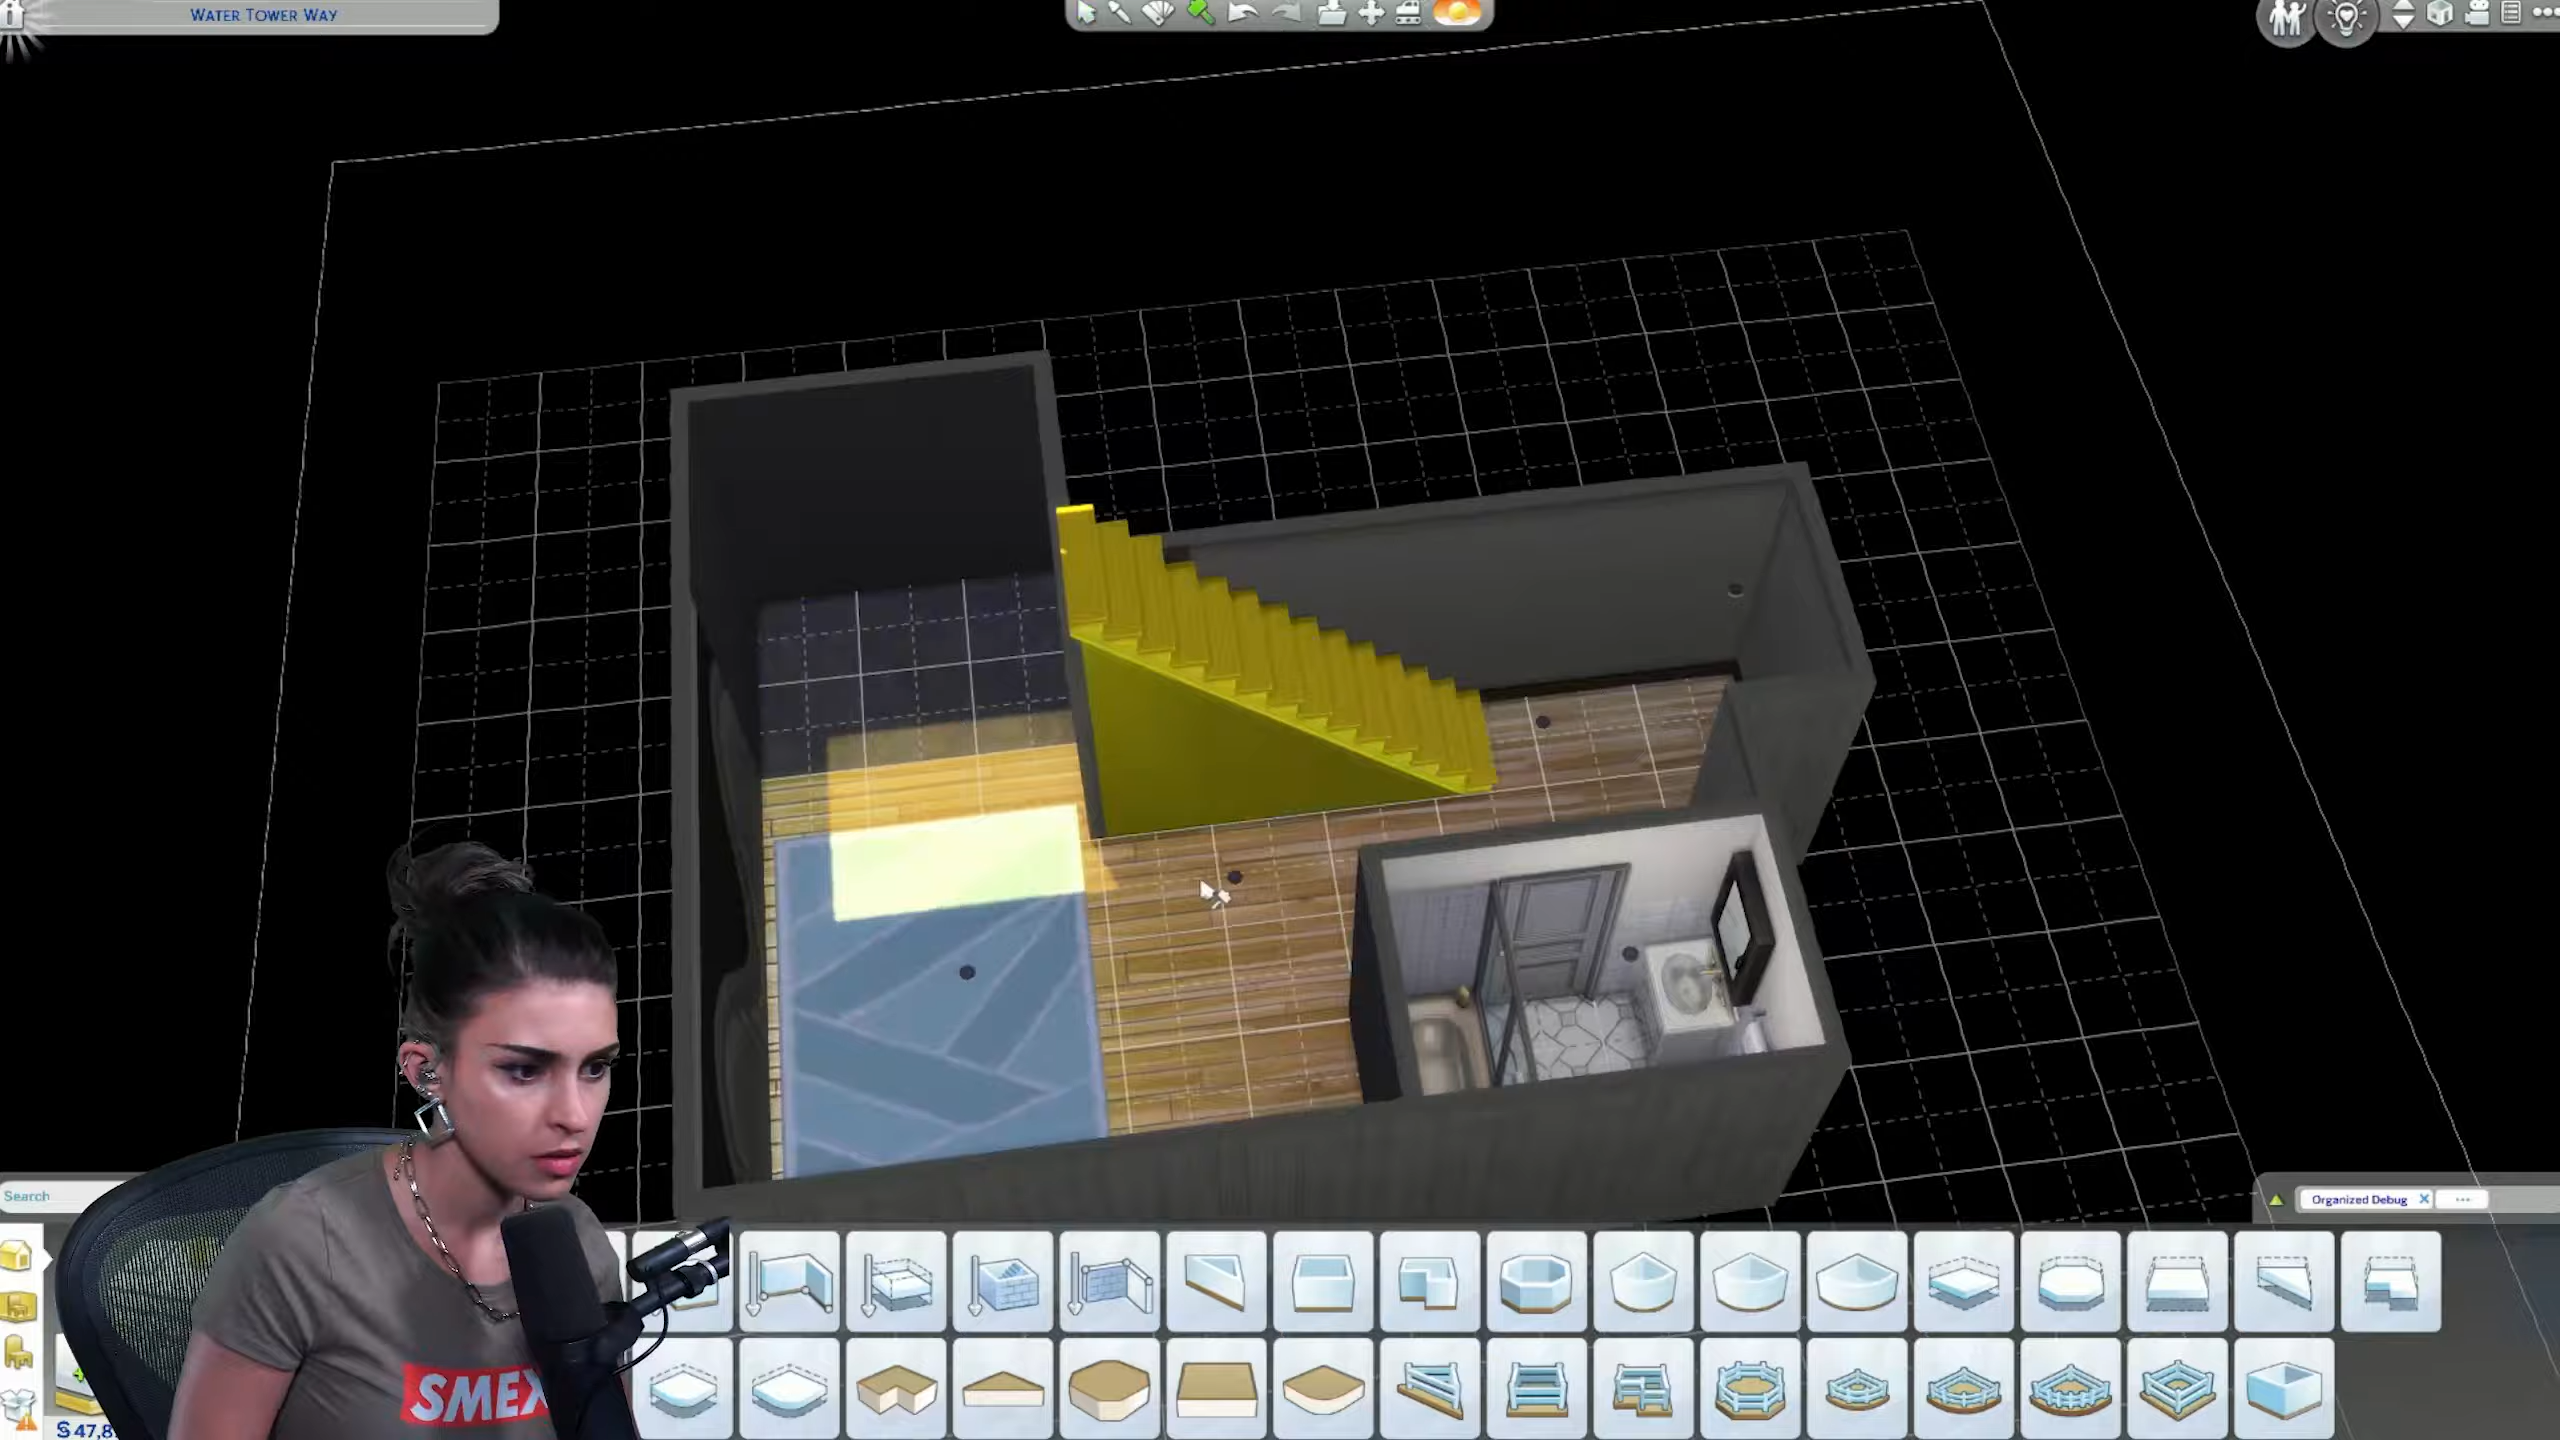 WATER TOWER WAY
Search
Organized Debug
SMEX
S 47,8